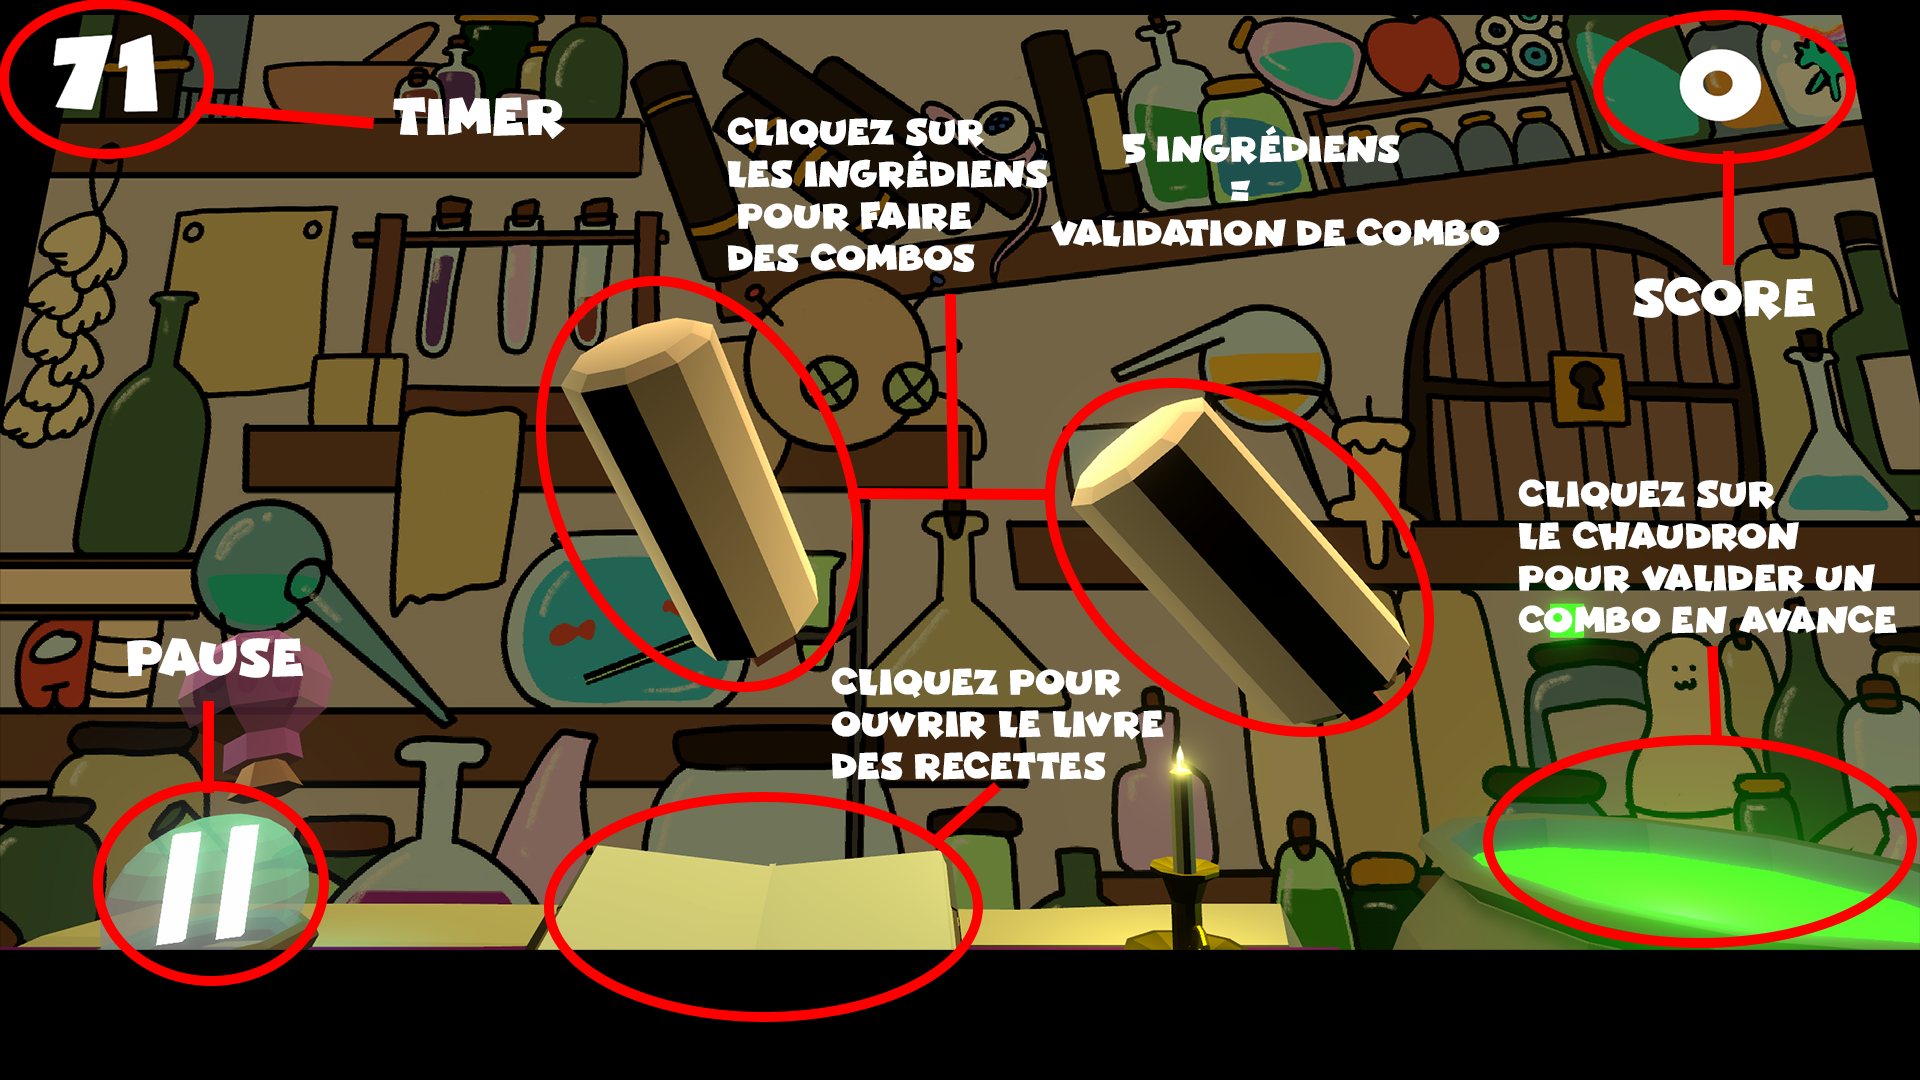 71
TIMER
CLIQUEZ SUR
LES INGRÉDIENS
POUR FAIRE
DES COMBOS
5 INGRÉDIENS
=
VALIDATION DE COMBO
0
SCORE
CLIQUEZ SUR
LE CHAUDRON
POUR VALIDER UN
COMBO EN AVANCE
PAUSE
CLIQUEZ POUR
OUVRIR LE LIVRE
DES RECETTES